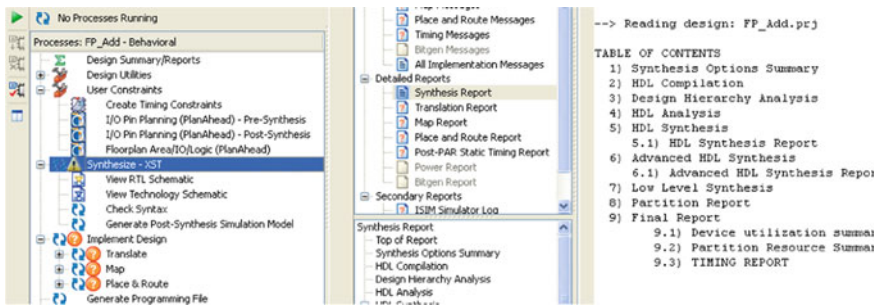 No Processes Running
Processes: FP_Add - Behavioral
Design Summary/Reports
Design Utilities
User Constraints
Create Timing Constraints
I/O Pin Planning (PlanAhead) - Pre-Synthesis
I/O Pin Planning (PlanAhead) - Post-Synthesis
Floorplan Area/IO/Logic (PlanAhead)
Synthesize - XST
View RTL Schematic
View Technology Schematic
Check Syntax
Generate Post-Synthesis Simulation Model
Implement Design
Translate
Map
Place & Route
Generate Programming File
Place and Route Messages
Timing Messages
Bitgen Messages
All Implementation Messages
Detailed Reports
Synthesis Report
Translation Report
Map Report
Place and Route Report
Post-PAR Static Timing Report
Power Report
Bitgen Report
Secondary Reports
ISIM Simulator Log
Synthesis Report
Top of Report
Synthesis Options Summary
HDL Compilation
Design Hierarchy Analysis
HDL Analysis
--> Reading design: FP_Add.prj
TABLE OF CONTENTS
1) Synthesis Options Summary
2) HDL Compilation
3) Design Hierarchy Analysis
4) HDL Analysis
5) HDL Synthesis
5.1) HDL Synthesis Report
6) Advanced HDL Synthesis
6.1) Advanced HDL Synthesis Repor
7) Low Level Synthesis
8) Partition Report
9) Final Report
9.1) Device utilization summar
9.2) Partition Resource Summar
9.3) TIMING REPORT